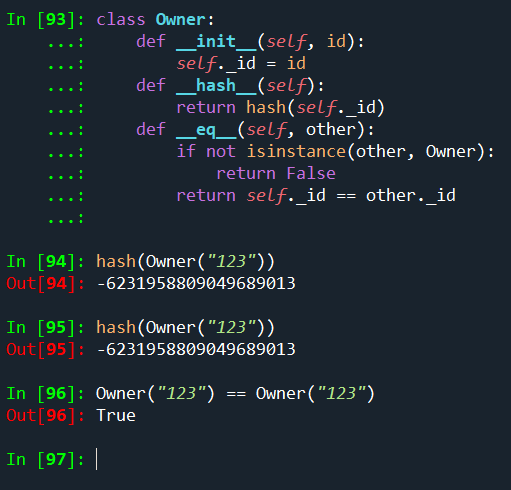 In [93]: class Owner:
    ...:     def __init__(self, id):
    ...:         self._id = id
    ...:     def __hash__(self):
    ...:         return hash(self._id)
    ...:     def __eq__(self, other):
    ...:         if not isinstance(other, Owner):
    ...:             return False
    ...:         return self._id == other._id
    ...:
In [94]: hash(Owner("123"))
Out[94]: -6231958809049689013
In [95]: hash(Owner("123"))
Out[95]: -6231958809049689013
In [96]: Owner("123") == Owner("123")
Out[96]: True
In [97]: